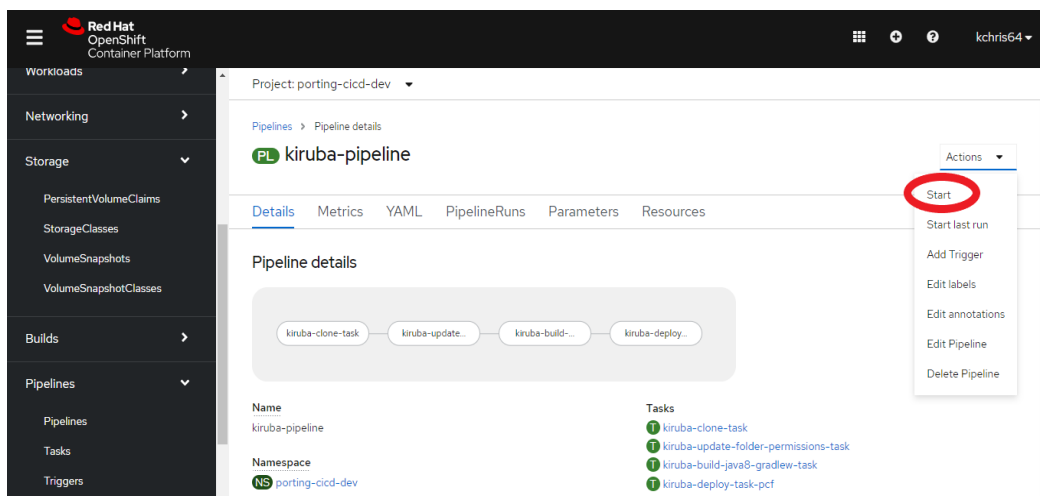 Red Hat
OpenShift
Container Platform
kchris64
Workloads
Networking
Storage
PersistentVolumeClaims
StorageClasses
VolumeSnapshots
VolumeSnapshotClasses
Builds
Pipelines
Pipelines
Tasks
Triggers
Project: porting-cicd-dev
Pipelines > Pipeline details
PL kiruba-pipeline
Actions
Start
Start last run
Add Trigger
Edit labels
Edit annotations
Edit Pipeline
Delete Pipeline
Details Metrics YAML PipelineRuns Parameters Resources
Pipeline details
kiruba-clone-task kiruba-update... kiruba-build-... kiruba-deploy...
Name
kiruba-pipeline
Namespace
NS porting-cicd-dev
Tasks
T kiruba-clone-task
T kiruba-update-folder-permissions-task
T kiruba-build-java8-gradlew-task
T kiruba-deploy-task-pcf